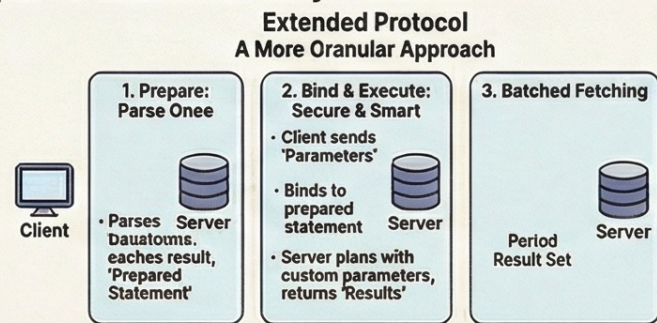 Extended Protocol
A More Oranular Approach
1. Prepare:
Parse Onee
Client
Server
· Parses
eaches result,
'Prepared
Statement'
2. Bind & Execute:
Secure & Smart
· Client sends
'Parameters'
· Binds to
prepared
statement
Server
· Server plans with
custom parameters,
returns 'Results'
3. Batched Fetching
Period
Result Set
Server